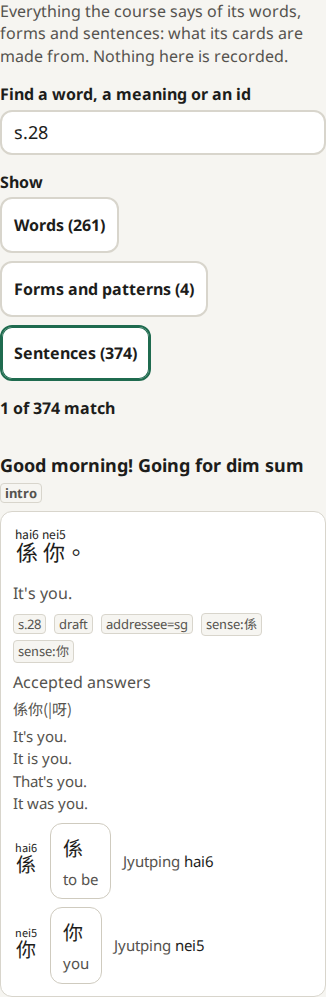 Everything the course says of its words,
forms and sentences: what its cards are
made from. Nothing here is recorded.
Find a word, a meaning or an id
s.28
Show
Words (261)
Forms and patterns (4)
Sentences (374)
1 of 374 match
Good morning! Going for dim sum
intro
hai6 nei5
係你。
It's you.
s.28 draft addressee=sg sense:係
sense:你
Accepted answers
係你(|呀)
It's you.
It is you.
That's you.
It was you.
hai6
係 係 Jyutping hai6
to be
nei5
你 你 Jyutping nei5
you